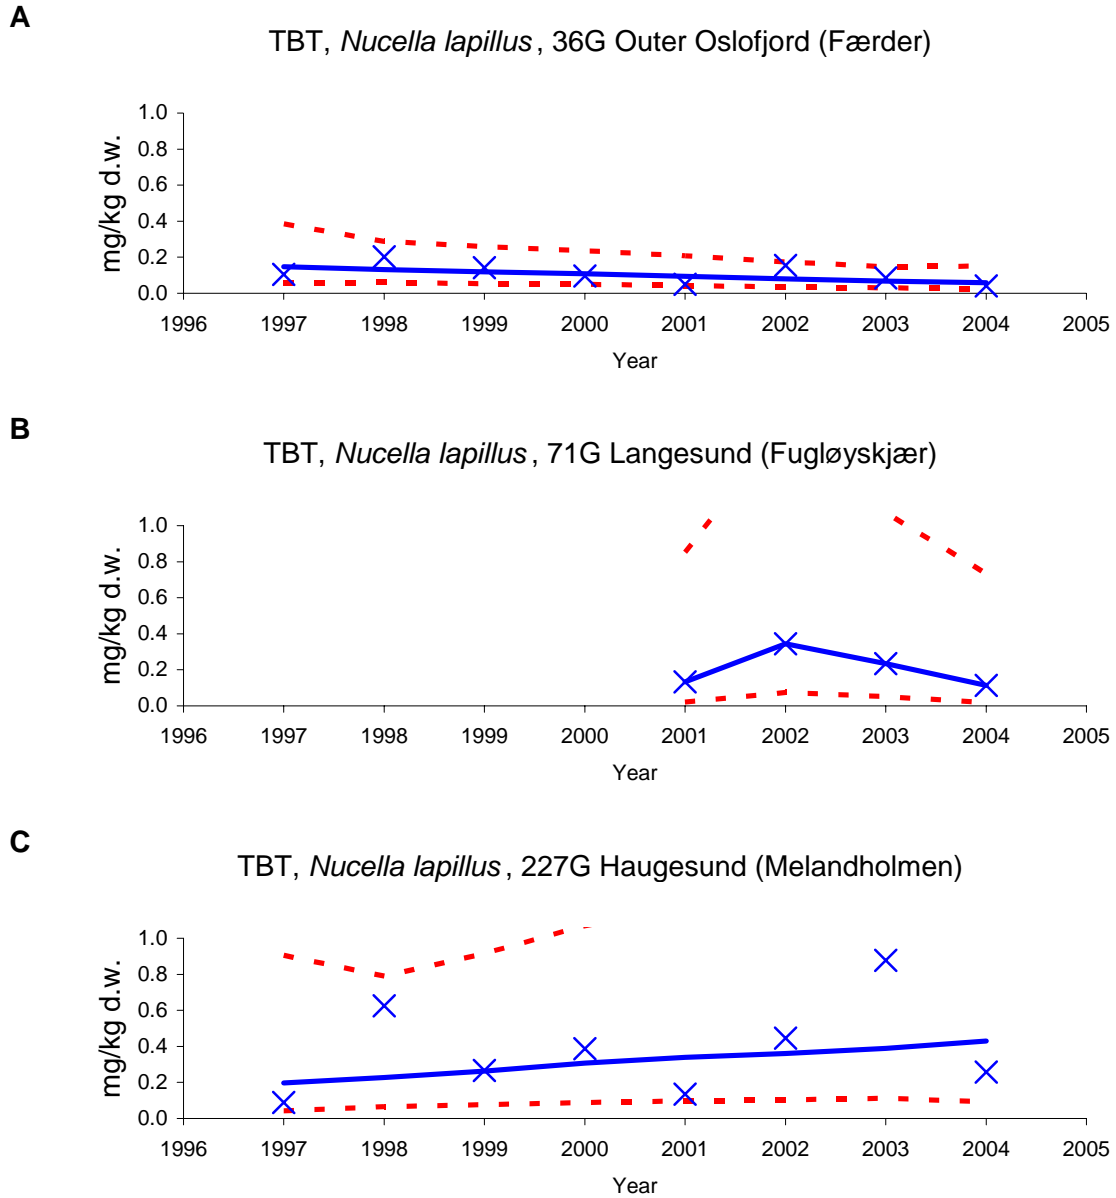 A
TBT, Nucella lapillus, 36G Outer Oslofjord (Færder)
mg/kg d.w.
1.0
0.8
0.6
0.4
0.2
0.0
1996 1997 1998 1999 2000 2001 2002 2003 2004 2005
Year
B
TBT, Nucella lapillus, 71G Langesund (Fugløyskjær)
mg/kg d.w.
1.0
0.8
0.6
0.4
0.2
0.0
1996 1997 1998 1999 2000 2001 2002 2003 2004 2005
Year
C
TBT, Nucella lapillus, 227G Haugesund (Melandholmen)
mg/kg d.w.
1.0
0.8
0.6
0.4
0.2
0.0
1996 1997 1998 1999 2000 2001 2002 2003 2004 2005
Year